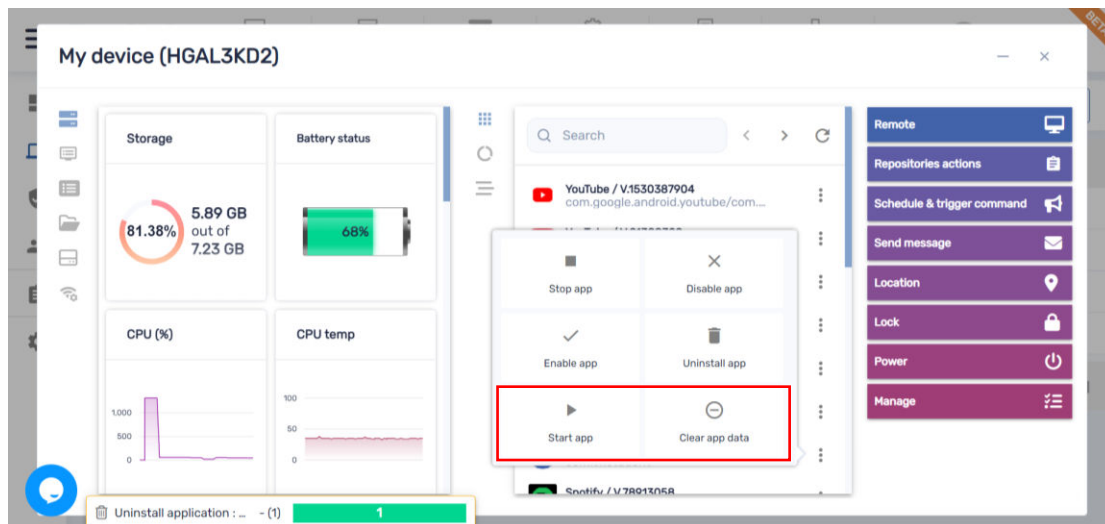 BETA
My device (HGAL3KD2)
Storage
81.38%
5.89 GB
out of
7.23 GB
Battery status
68%
CPU (%)
1,000
500
0
CPU temp
100
50
0
Search
YouTube / V.1530387904
com.google.android.youtube/com....
Stop app
Disable app
Enable app
Uninstall app
Start app
Clear app data
Spotify / V.78913058
Remote
Repositories actions
Schedule & trigger command
Send message
Location
Lock
Power
Manage
Uninstall application : ... - (1)
1